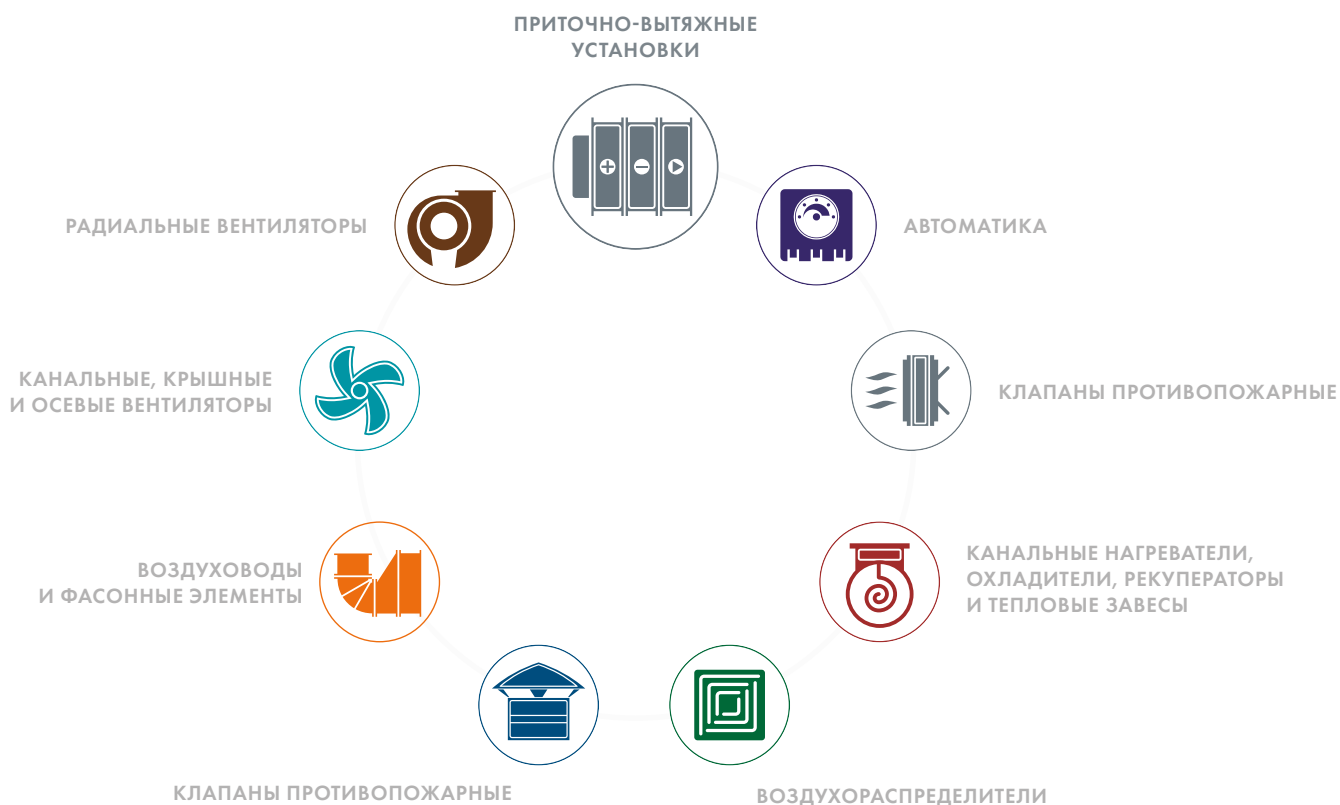 ПРИТОЧНО-ВЫТЯЖНЫЕ
УСТАНОВКИ
РАДИАЛЬНЫЕ ВЕНТИЛЯТОРЫ
АВТОМАТИКА
КАНАЛЬНЫЕ, КРЫШНЫЕ
И ОСЕВЫЕ ВЕНТИЛЯТОРЫ
КЛАПАНЫ ПРОТИВОПОЖАРНЫЕ
ВОЗДУХОВОДЫ
И ФАСОННЫЕ ЭЛЕМЕНТЫ
КАНАЛЬНЫЕ НАГРЕВАТЕЛИ,
ОХЛАДИТЕЛИ, РЕКУПЕРАТОРЫ
И ТЕПЛОВЫЕ ЗАВЕСЫ
КЛАПАНЫ ПРОТИВОПОЖАРНЫЕ
ВОЗДУХОРАСПРЕДЕЛИТЕЛИ